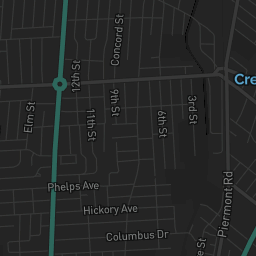 Concord St
12th St
Cre
Elm St
11th St
9th St
6th St
3rd St
Phelps Ave
Piermont Rd
Hickory Ave
Columbus Dr
e St